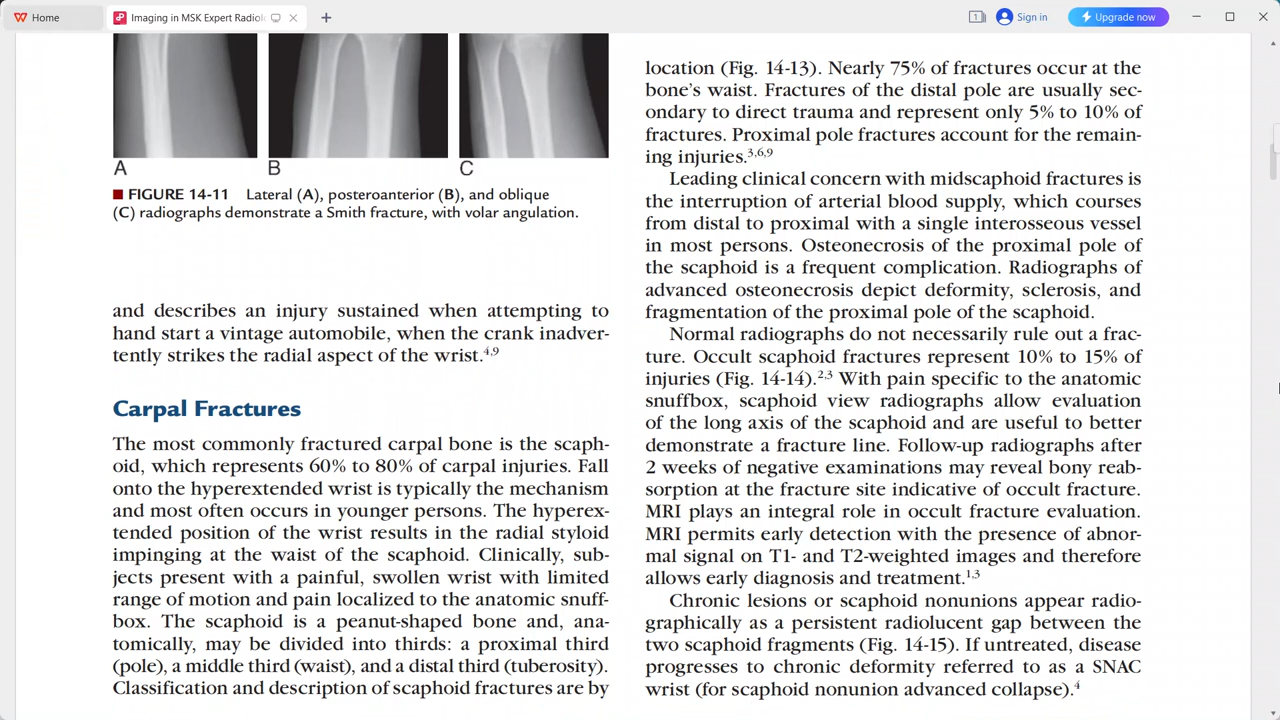 Home
Imaging in MSK Expert Radiol
Sign in
Upgrade now
A B C
FIGURE 14-11 Lateral (A), posteroanterior (B), and oblique
(C) radiographs demonstrate a Smith fracture, with volar angulation.
and describes an injury sustained when attempting to
hand start a vintage automobile, when the crank inadver-
tently strikes the radial aspect of the wrist.4,9
Carpal Fractures
The most commonly fractured carpal bone is the scaph-
oid, which represents 60% to 80% of carpal injuries. Fall
onto the hyperextended wrist is typically the mechanism
and most often occurs in younger persons. The hyperex-
tended position of the wrist results in the radial styloid
impinging at the waist of the scaphoid. Clinically, sub-
jects present with a painful, swollen wrist with limited
range of motion and pain localized to the anatomic snuff-
box. The scaphoid is a peanut-shaped bone and, ana-
tomically, may be divided into thirds: a proximal third
(pole), a middle third (waist), and a distal third (tuberosity).
Classification and description of scaphoid fractures are by
location (Fig. 14-13). Nearly 75% of fractures occur at the
bone's waist. Fractures of the distal pole are usually sec-
ondary to direct trauma and represent only 5% to 10% of
fractures. Proximal pole fractures account for the remain-
ing injuries.3,6,9
Leading clinical concern with midscaphoid fractures is
the interruption of arterial blood supply, which courses
from distal to proximal with a single interosseous vessel
in most persons. Osteonecrosis of the proximal pole of
the scaphoid is a frequent complication. Radiographs of
advanced osteonecrosis depict deformity, sclerosis, and
fragmentation of the proximal pole of the scaphoid.
Normal radiographs do not necessarily rule out a frac-
ture. Occult scaphoid fractures represent 10% to 15% of
injuries (Fig. 14-14).2,3 With pain specific to the anatomic
snuffbox, scaphoid view radiographs allow evaluation
of the long axis of the scaphoid and are useful to better
demonstrate a fracture line. Follow-up radiographs after
2 weeks of negative examinations may reveal bony reab-
sorption at the fracture site indicative of occult fracture.
MRI plays an integral role in occult fracture evaluation.
MRI permits early detection with the presence of abnor-
mal signal on T1- and T2-weighted images and therefore
allows early diagnosis and treatment.1,3
Chronic lesions or scaphoid nonunions appear radio-
graphically as a persistent radiolucent gap between the
two scaphoid fragments (Fig. 14-15). If untreated, disease
progresses to chronic deformity referred to as a SNAC
wrist (for scaphoid nonunion advanced collapse).4